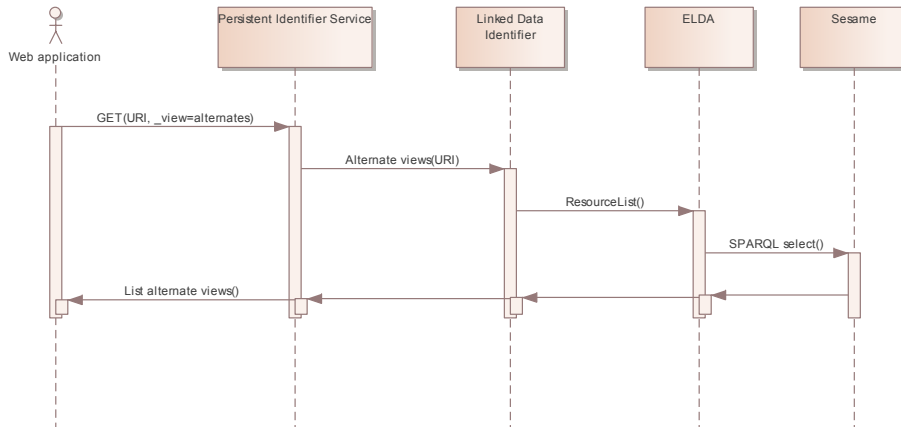 Persistent Identifier Service
Linked Data
Identifier
ELDA
Sesame
Web application
GET(URI, _view=alternates)
Alternate views(URI)
ResourceList()
SPARQL select()
List alternate views()